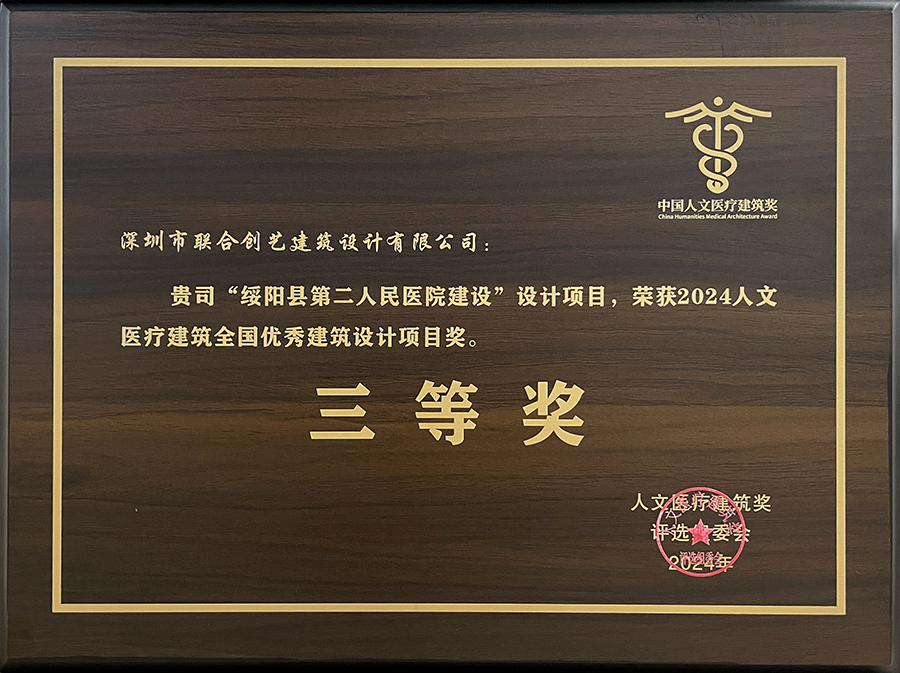 中国人文医疗建筑奖
China Humanities Medical Architecture Award
深圳市联合创艺建筑设计有限公司：
贵司“绥阳县第二人民医院建设”设计项目，荣获2024人文
医疗建筑全国优秀建筑设计项目奖。
三等奖
人文医疗建筑奖
评选 委会
2024年